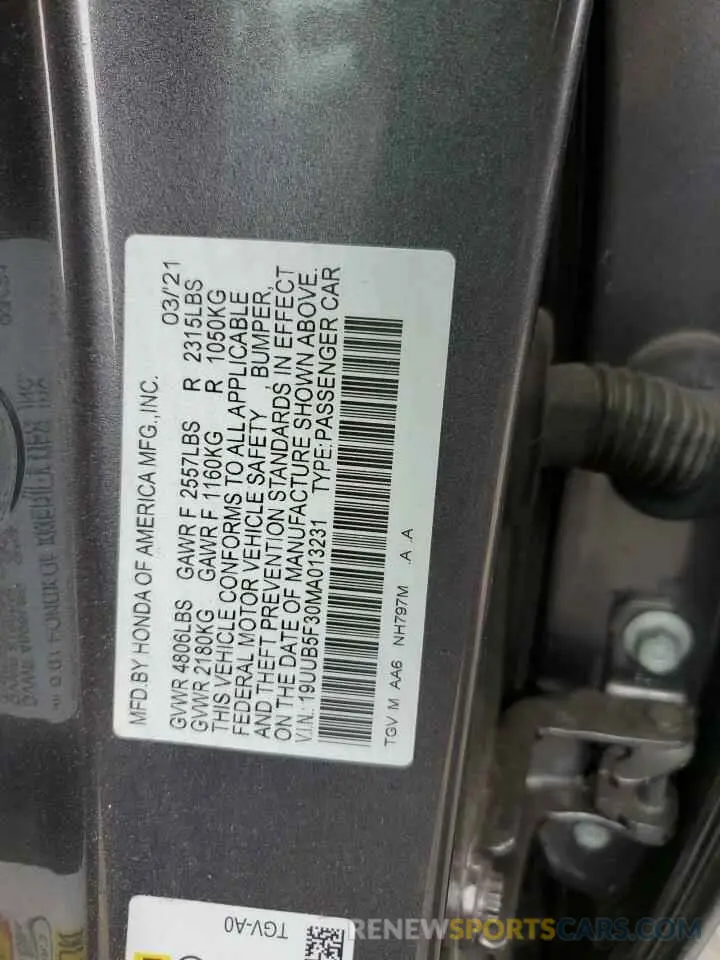 MFD.BY HONDA OF AMERICA MFG.,INC. 03/'21
GVWR 4806LBS GAWR F 2557LBS R 2315LBS
GVWR 2180KG GAWR F 1160KG R 1050KG
THIS VEHICLE CONFORMS TO ALL APPLICABLE
FEDERAL MOTOR VEHICLE SAFETY , BUMPER,
AND THEFT PREVENTION STANDARDS IN EFFECT
ON THE DATE OF MANUFACTURE SHOWN ABOVE.
V.I.N.: 19UUB5F30MA013231 TYPE:PASSENGER CAR
TGV M AA6 NH797M .A .A
TGV-A0
RENEWSPORTSCARS.COM